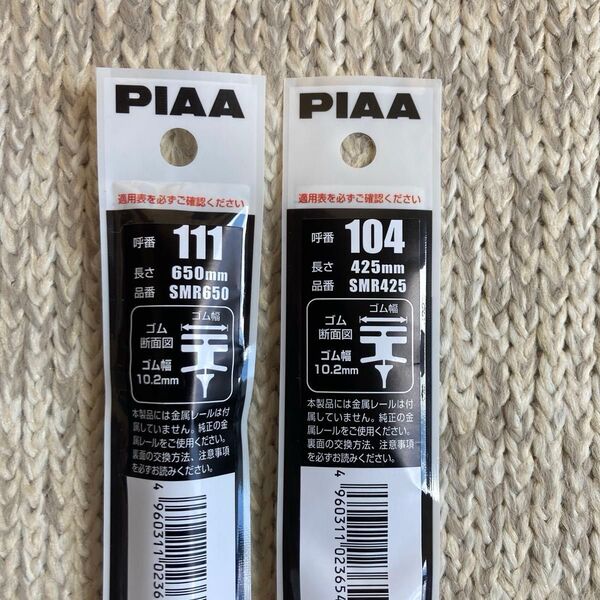 PIAA
適用表を必ずご確認ください
呼番 111
長さ 650mm
品番 SMR650
ゴム幅
ゴム
断面図
ゴム幅
10.2mm
本製品には金属レールは付
属していません。純正の金
属レールをご使用ください。
裏面の交換方法、注意事項
を必ずお読みください。
4 960311 02365
PIAA
適用表を必ずご確認ください
呼番 104
長さ 425mm
品番 SMR425
ゴム幅
ゴム
断面図
ゴム幅
10.2mm
本製品には金属レールは付
属していません。純正の金
属レールをご使用ください。
裏面の交換方法、注意事項
を必ずお読みください。
4 960311 023654